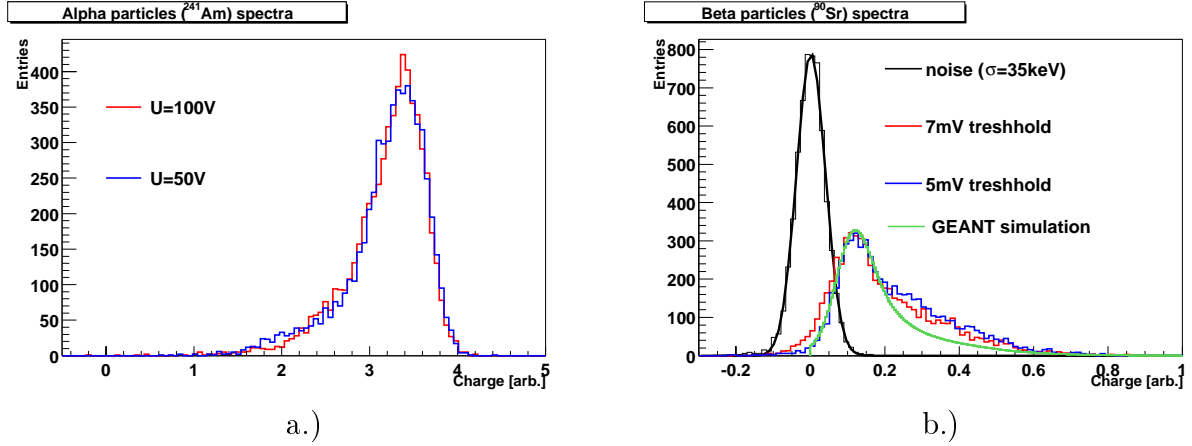 Alpha particles (²⁴¹Am) spectra
Entries
400
350
300
250
200
150
100
50
0
U=100V
U=50V
0 1 2 3 4 5
Charge [arb.]
a.)
Beta particles (⁹⁰Sr) spectra
Entries
800
700
600
500
400
300
200
100
0
noise (σ=35keV)
7mV treshhold
5mV treshhold
GEANT simulation
-0.2 0 0.2 0.4 0.6 0.8 1
Charge [arb.]
b.)